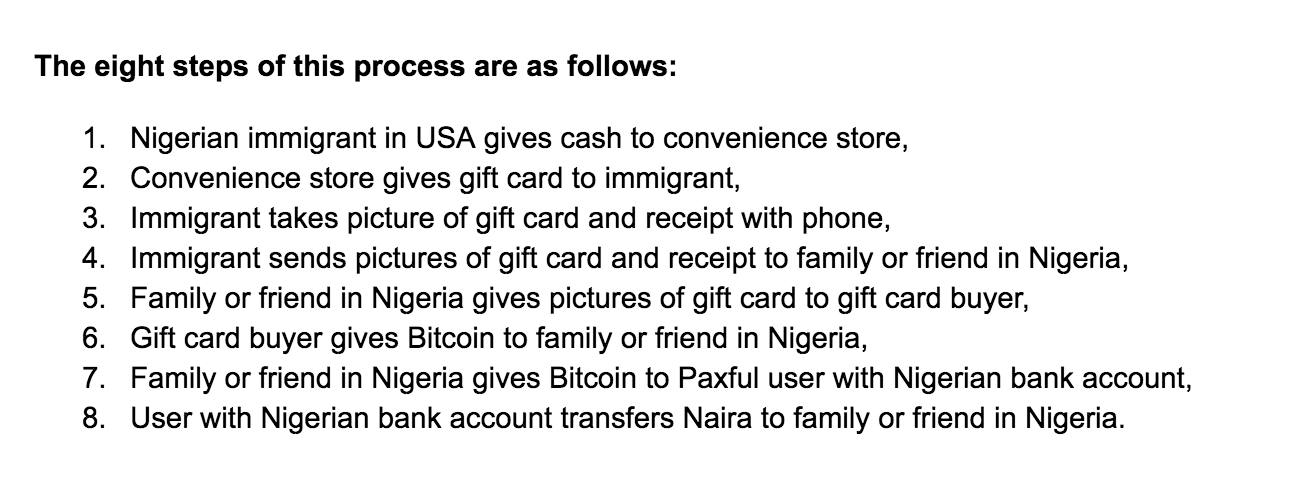 The eight steps of this process are as follows:
1. Nigerian immigrant in USA gives cash to convenience store,
2. Convenience store gives gift card to immigrant,
3. Immigrant takes picture of gift card and receipt with phone,
4. Immigrant sends pictures of gift card and receipt to family or friend in Nigeria,
5. Family or friend in Nigeria gives pictures of gift card to gift card buyer,
6. Gift card buyer gives Bitcoin to family or friend in Nigeria,
7. Family or friend in Nigeria gives Bitcoin to Paxful user with Nigerian bank account,
8. User with Nigerian bank account transfers Naira to family or friend in Nigeria.